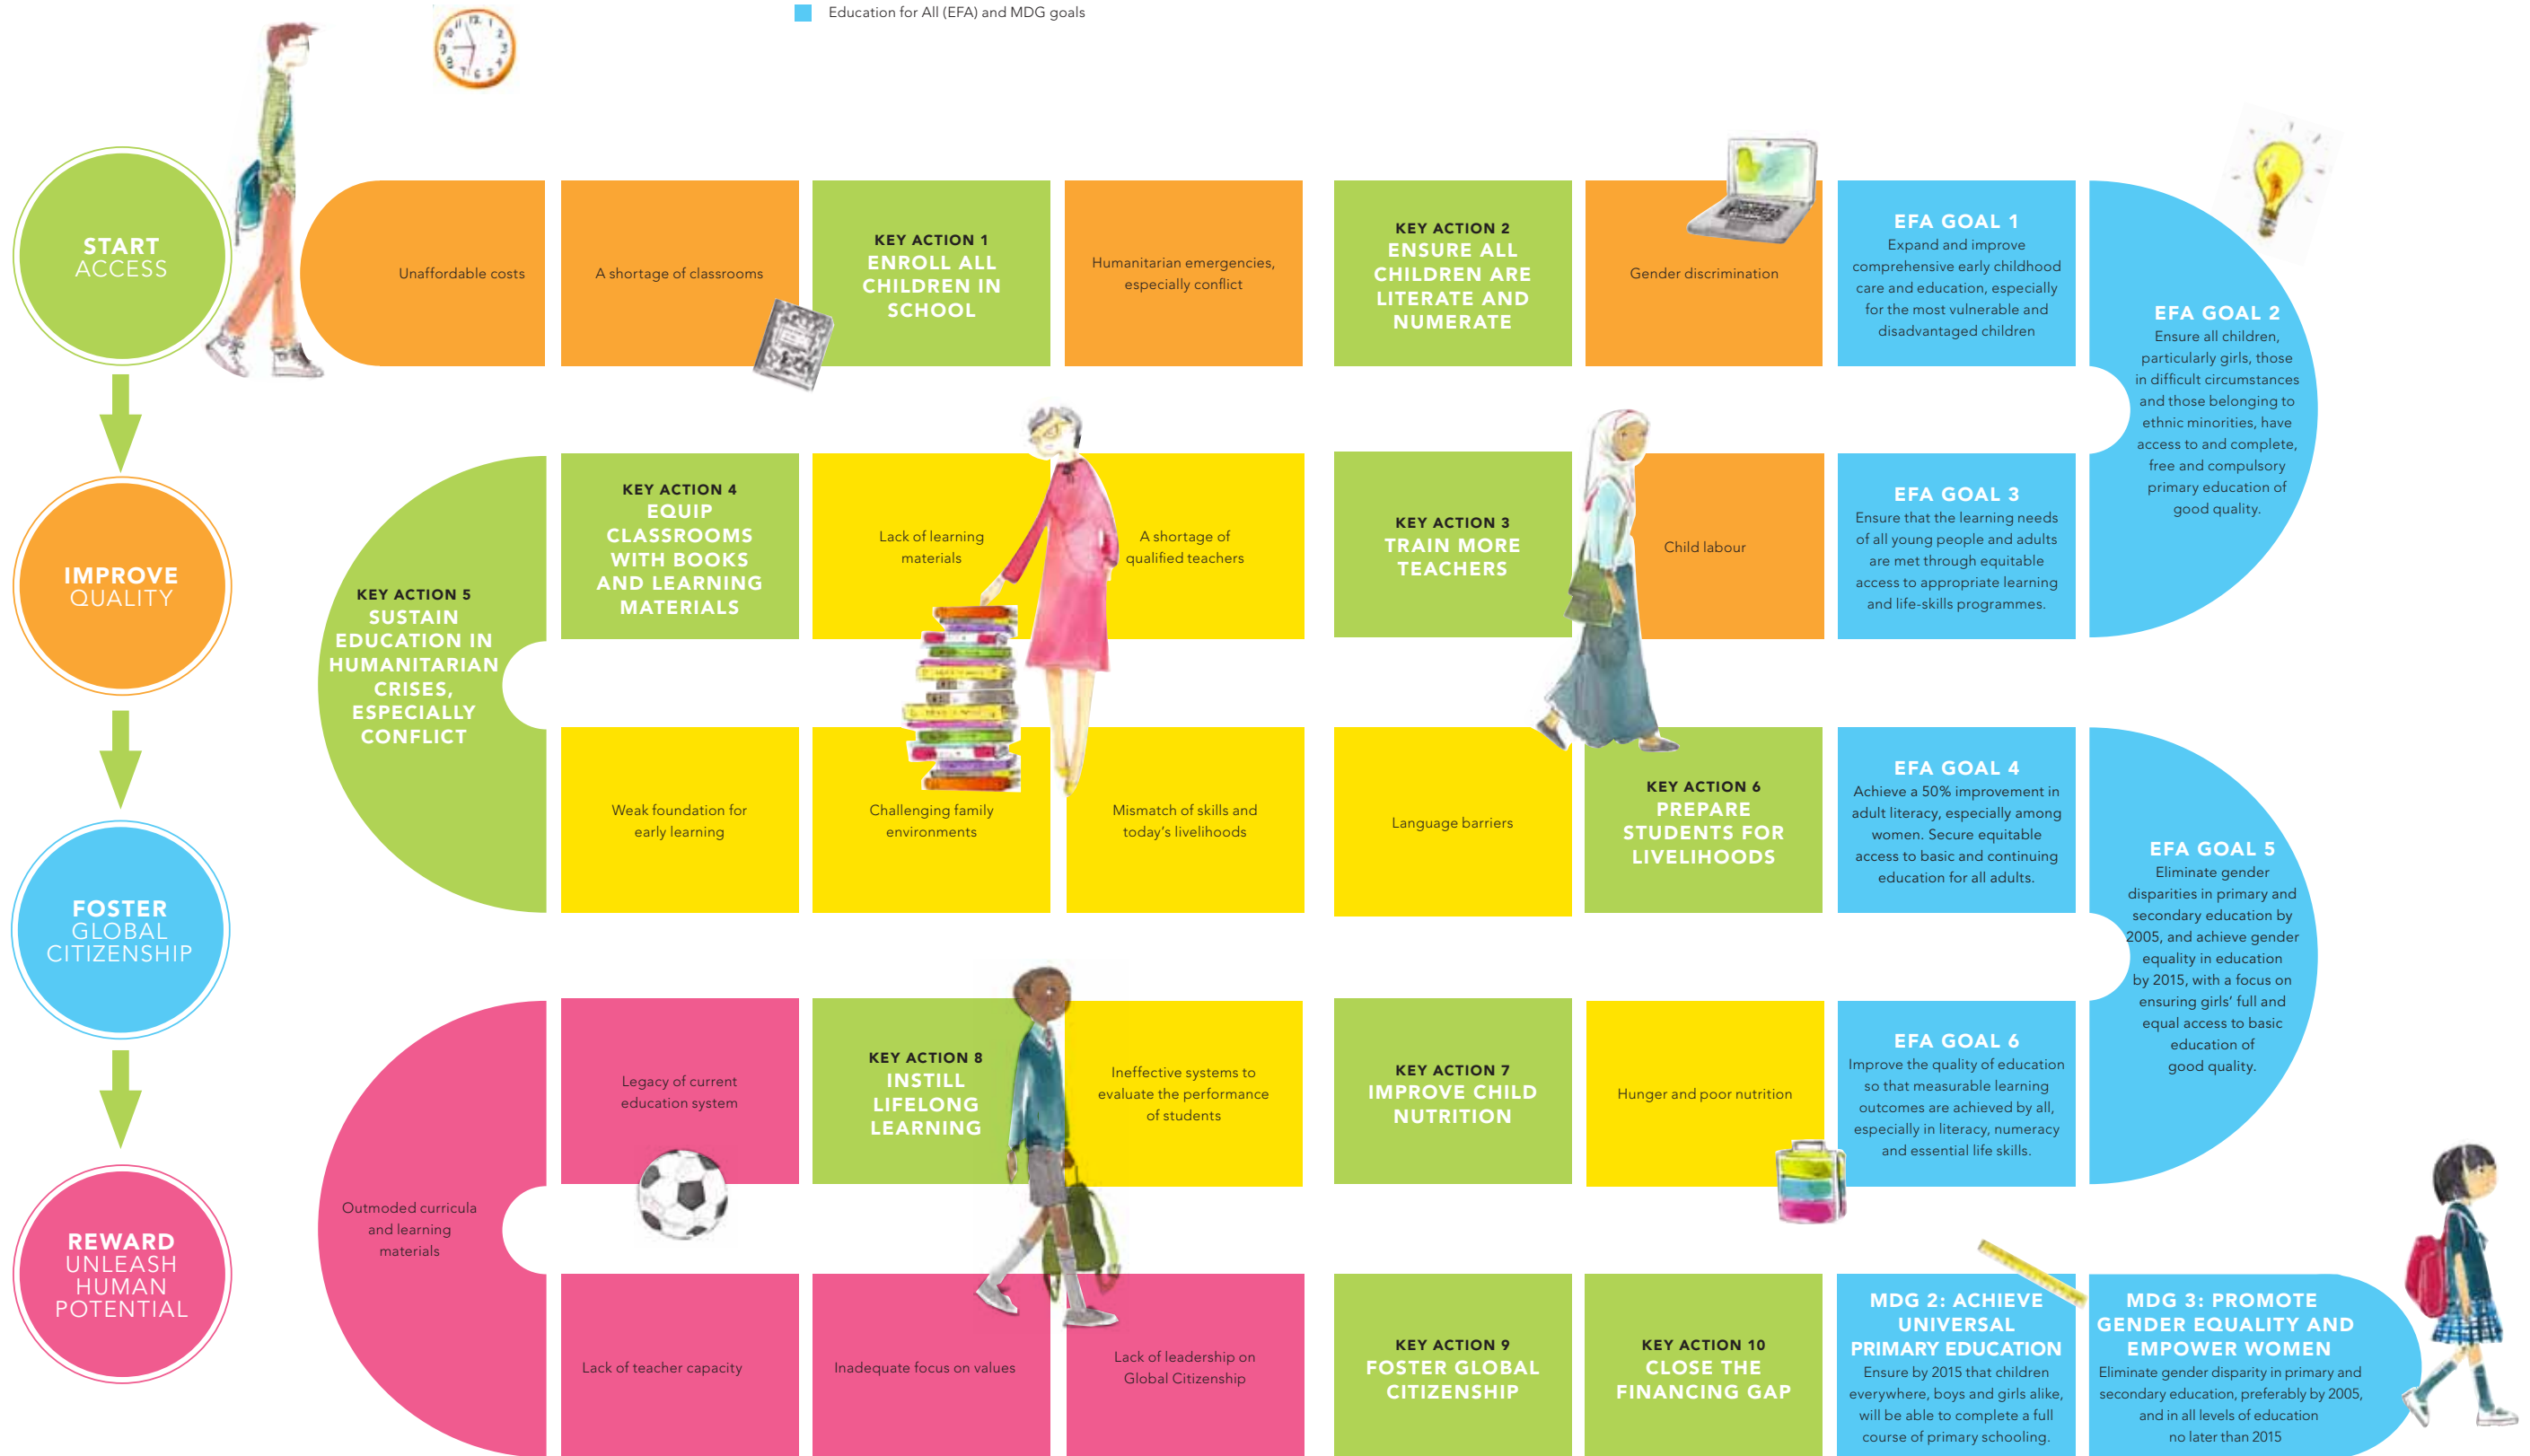 Education for All (EFA) and MDG goals
START
ACCESS
Unaffordable costs
A shortage of classrooms
KEY ACTION 1
ENROLL ALL
CHILDREN IN
SCHOOL
Humanitarian emergencies,
especially conflict
KEY ACTION 2
ENSURE ALL
CHILDREN ARE
LITERATE AND
NUMERATE
Gender discrimination
EFA GOAL 1
Expand and improve
comprehensive early childhood
care and education, especially
for the most vulnerable and
disadvantaged children
EFA GOAL 2
Ensure all children,
particularly girls, those
in difficult circumstances
and those belonging to
ethnic minorities, have
access to and complete,
free and compulsory
primary education of
good quality.
IMPROVE
QUALITY
KEY ACTION 5
SUSTAIN
EDUCATION IN
HUMANITARIAN
CRISES,
ESPECIALLY
CONFLICT
KEY ACTION 4
EQUIP
CLASSROOMS
WITH BOOKS
AND LEARNING
MATERIALS
Lack of learning
materials
A shortage of
qualified teachers
KEY ACTION 3
TRAIN MORE
TEACHERS
Child labour
EFA GOAL 3
Ensure that the learning needs
of all young people and adults
are met through equitable
access to appropriate learning
and life-skills programmes.
Weak foundation for
early learning
Challenging family
environments
Mismatch of skills and
today's livelihoods
Language barriers
KEY ACTION 6
PREPARE
STUDENTS FOR
LIVELIHOODS
EFA GOAL 4
Achieve a 50% improvement in
adult literacy, especially among
women. Secure equitable
access to basic and continuing
education for all adults.
EFA GOAL 5
Eliminate gender
disparities in primary and
secondary education by
2005, and achieve gender
equality in education
by 2015, with a focus on
ensuring girls' full and
equal access to basic
education of
good quality.
FOSTER
GLOBAL
CITIZENSHIP
Outmoded curricula
and learning
materials
Legacy of current
education system
KEY ACTION 8
INSTILL
LIFELONG
LEARNING
Ineffective systems to
evaluate the performance
of students
KEY ACTION 7
IMPROVE CHILD
NUTRITION
Hunger and poor nutrition
EFA GOAL 6
Improve the quality of education
so that measurable learning
outcomes are achieved by all,
especially in literacy, numeracy
and essential life skills.
REWARD
UNLEASH
HUMAN
POTENTIAL
Lack of teacher capacity
Inadequate focus on values
Lack of leadership on
Global Citizenship
KEY ACTION 9
FOSTER GLOBAL
CITIZENSHIP
KEY ACTION 10
CLOSE THE
FINANCING GAP
MDG 2: ACHIEVE
UNIVERSAL
PRIMARY EDUCATION
Ensure by 2015 that children
everywhere, boys and girls alike,
will be able to complete a full
course of primary schooling.
MDG 3: PROMOTE
GENDER EQUALITY AND
EMPOWER WOMEN
Eliminate gender disparity in primary and
secondary education, preferably by 2005,
and in all levels of education
no later than 2015